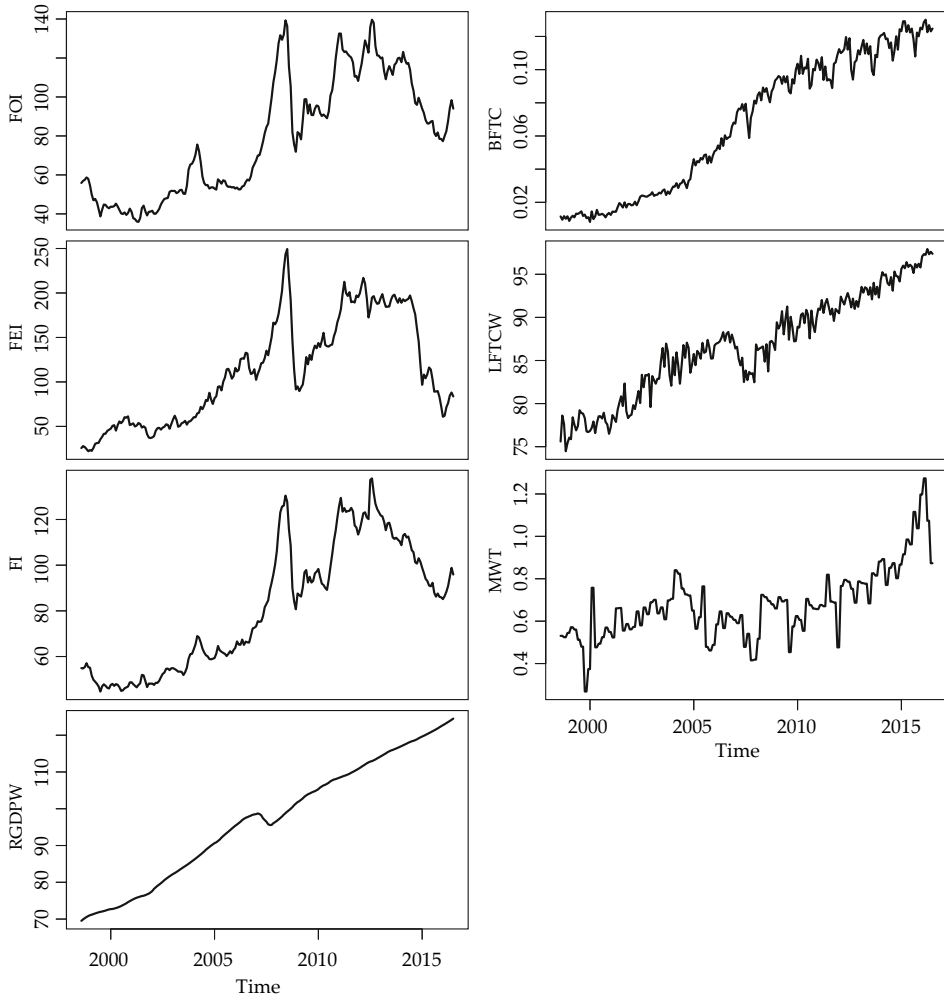 FOI
40 60 80 100 140
FEI
50 100 150 200 250
FI
60 80 100 120
RGDPW
70 80 90 110
2000 2005 2010 2015
Time
BFTC
0.02 0.06 0.10
LFTCW
75 80 85 90 95
MWT
0.4 0.6 0.8 1.0 1.2
2000 2005 2010 2015
Time